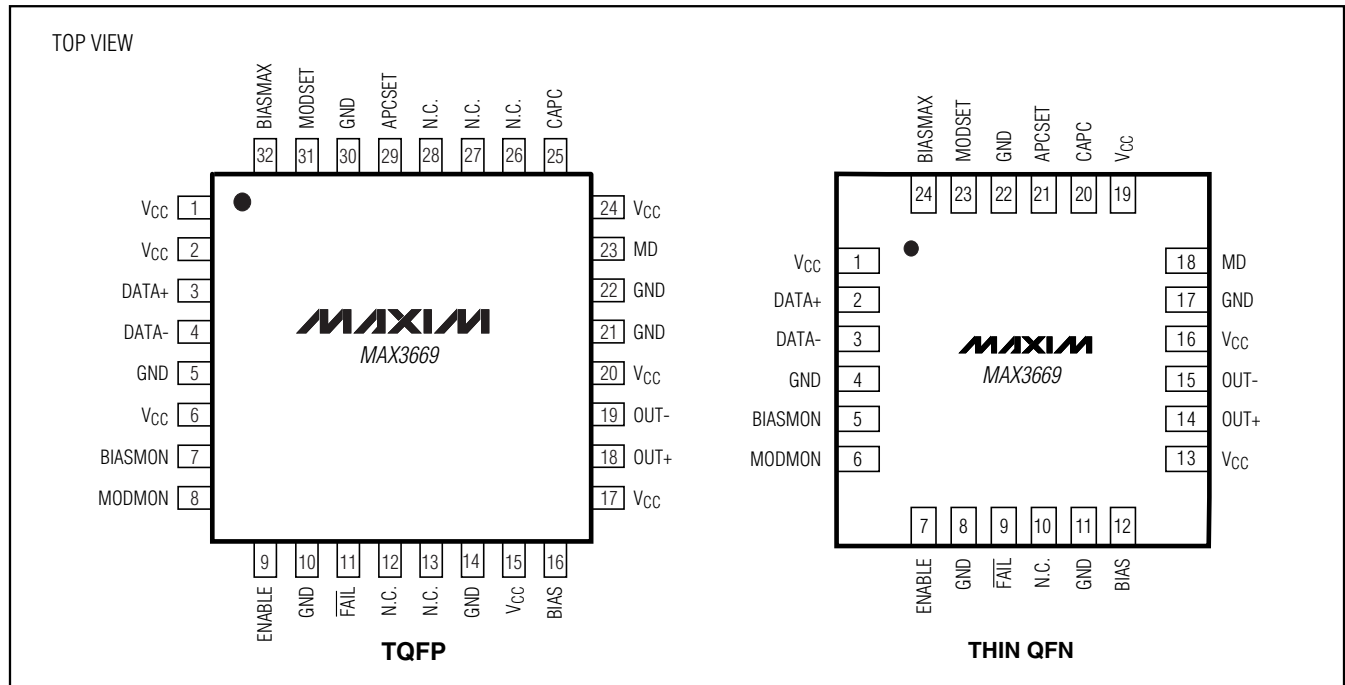 TOP VIEW
BIASMAX
MODSET
GND
APCSET
N.C.
N.C.
N.C.
CAPC
32 31 30 29 28 27 26 25
VCC 1
VCC 2
DATA+ 3
DATA- 4
GND 5
VCC 6
BIASMON 7
MODMON 8
MAXIM
MAX3669
24 VCC
23 MD
22 GND
21 GND
20 VCC
19 OUT-
18 OUT+
17 VCC
9 10 11 12 13 14 15 16
ENABLE
GND
FAIL
N.C.
N.C.
GND
VCC
BIAS
TQFP
BIASMAX
MODSET
GND
APCSET
CAPC
VCC
24 23 22 21 20 19
VCC 1
DATA+ 2
DATA- 3
GND 4
BIASMON 5
MODMON 6
MAXIM
MAX3669
18 MD
17 GND
16 VCC
15 OUT-
14 OUT+
13 VCC
7 8 9 10 11 12
ENABLE
GND
FAIL
N.C.
GND
BIAS
THIN QFN